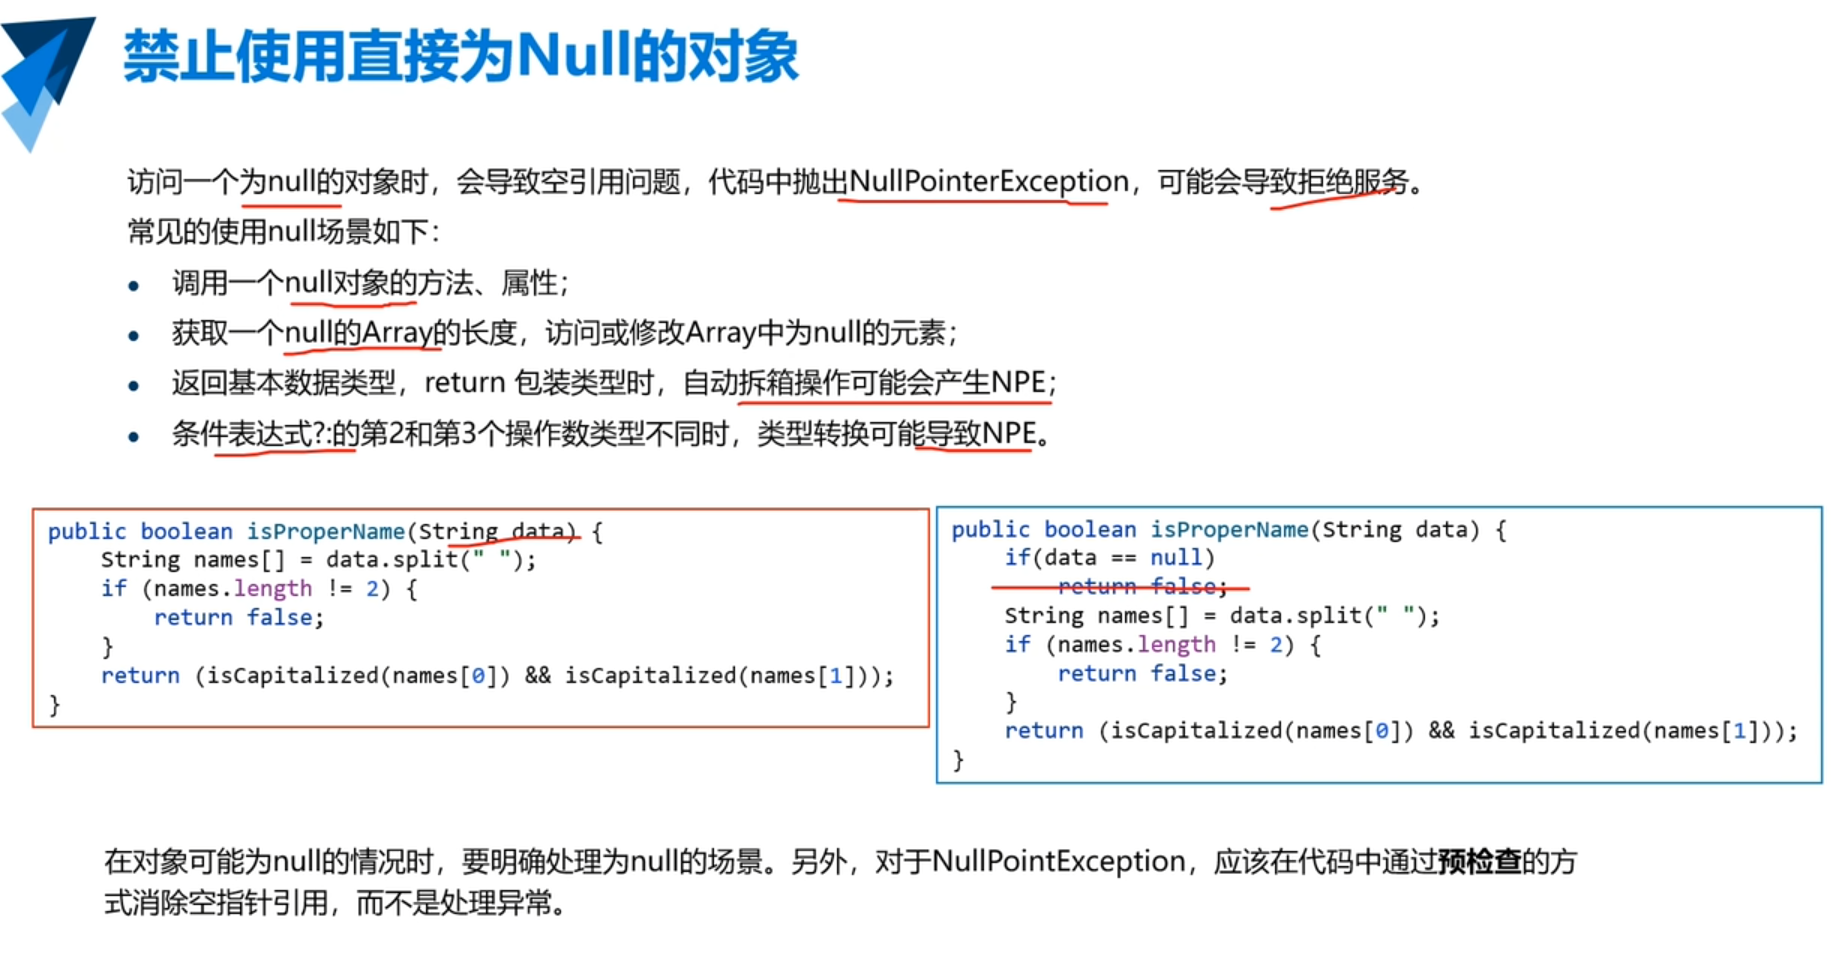 禁止使用直接为Null的对象
访问一个为null的对象时，会导致空引用问题，代码中抛出NullPointerException，可能会导致拒绝服务。
常见的使用null场景如下：
• 调用一个null对象的方法、属性；
• 获取一个null的Array的长度，访问或修改Array中为null的元素；
• 返回基本数据类型，return 包装类型时，自动拆箱操作可能会产生NPE；
• 条件表达式?:的第2和第3个操作数类型不同时，类型转换可能导致NPE。
public boolean isProperName(String data) {
    String names[] = data.split(" ");
    if (names.length != 2) {
        return false;
    }
    return (isCapitalized(names[0]) && isCapitalized(names[1]));
}
public boolean isProperName(String data) {
    if(data == null)
        return false;
    String names[] = data.split(" ");
    if (names.length != 2) {
        return false;
    }
    return (isCapitalized(names[0]) && isCapitalized(names[1]));
}
在对象可能为null的情况时，要明确处理为null的场景。另外，对于NullPointException，应该在代码中通过预检查的方
式消除空指针引用，而不是处理异常。